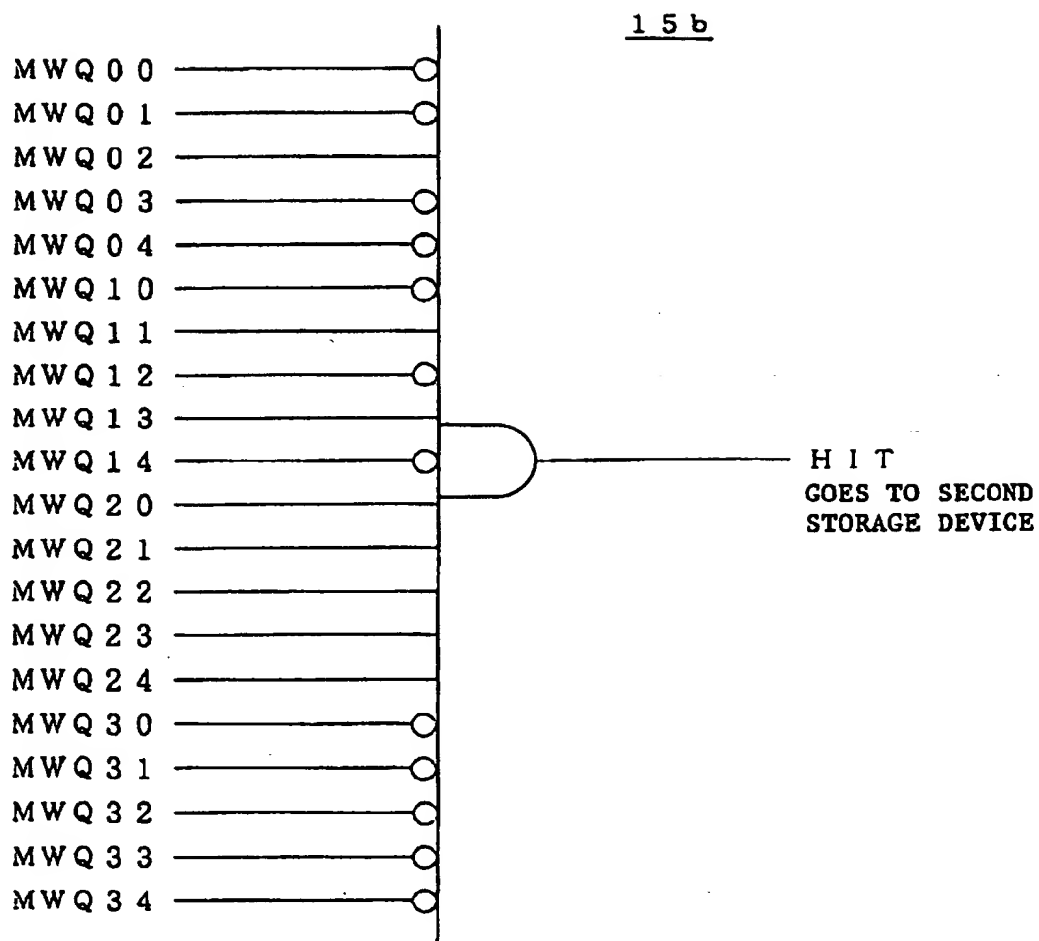 15b
MWQ00
MWQ01
MWQ02
MWQ03
MWQ04
MWQ10
MWQ11
MWQ12
MWQ13
MWQ14
MWQ20
MWQ21
MWQ22
MWQ23
MWQ24
MWQ30
MWQ31
MWQ32
MWQ33
MWQ34
HIT
GOES TO SECOND
STORAGE DEVICE